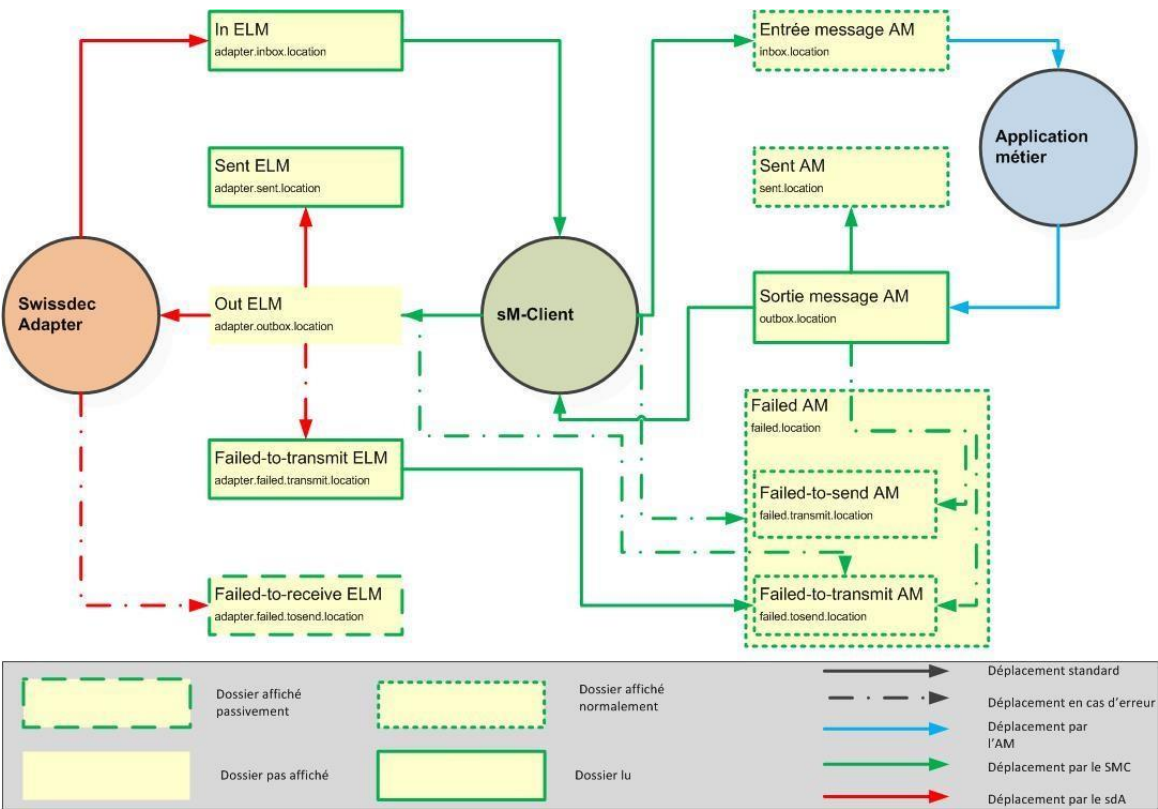 In ELM
adapter.inbox.location
Entrée message AM
inbox.location
Application
métier
Sent ELM
adapter.sent.location
Sent AM
sent.location
Swissdec
Adapter
Out ELM
adapter.outbox.location
sM-Client
Sortie message AM
outbox.location
Failed AM
failed.location
Failed-to-transmit ELM
adapter.failed.transmit.location
Failed-to-send AM
failed.transmit.location
Failed-to-receive ELM
adapter.failed.tosend.location
Failed-to-transmit AM
failed.tosend.location
Dossier affiché
passivement
Dossier affiché
normalement
Dossier pas affiché
Dossier lu
Déplacement standard
Déplacement en cas d'erreur
Déplacement par
l'AM
Déplacement par le SMC
Déplacement par le sdA